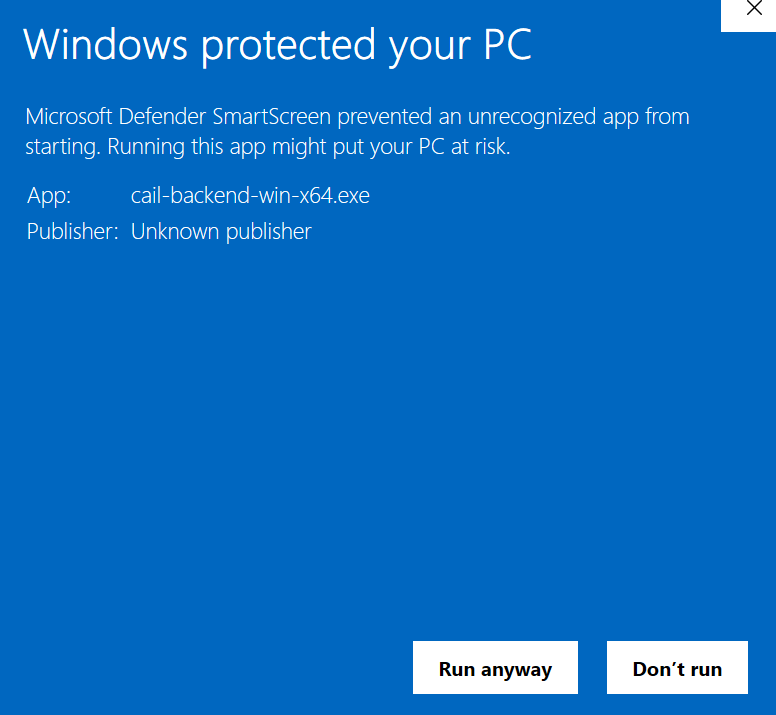 Windows protected your PC
Microsoft Defender SmartScreen prevented an unrecognized app from
starting. Running this app might put your PC at risk.
App: cail-backend-win-x64.exe
Publisher: Unknown publisher
Run anyway Don’t run